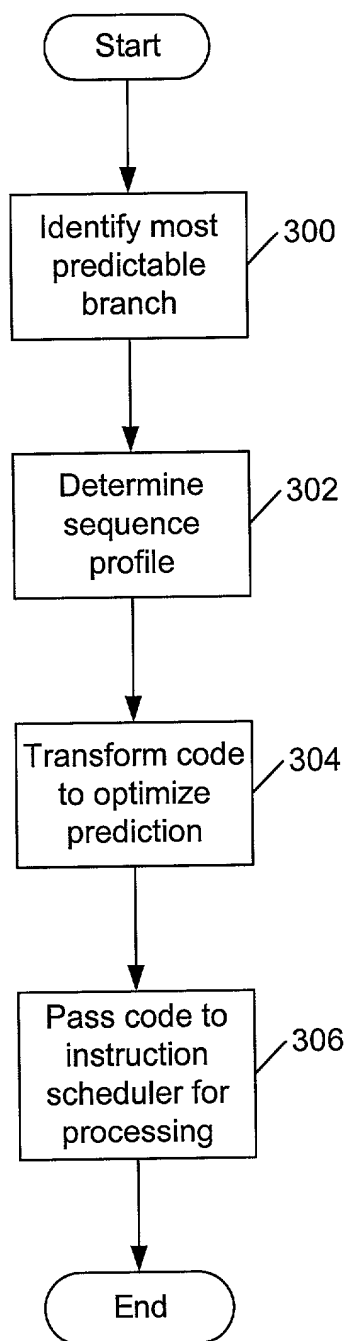 Start
Identify most
predictable
branch
300
Determine
sequence
profile
302
Transform code
to optimize
prediction
304
Pass code to
instruction
scheduler for
processing
306
End